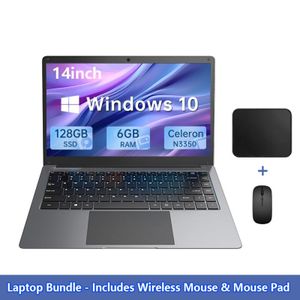 14inch
Windows 10
128GB
SSD
6GB
RAM
Celeron
N3350
+
Laptop Bundle - Includes Wireless Mouse & Mouse Pad